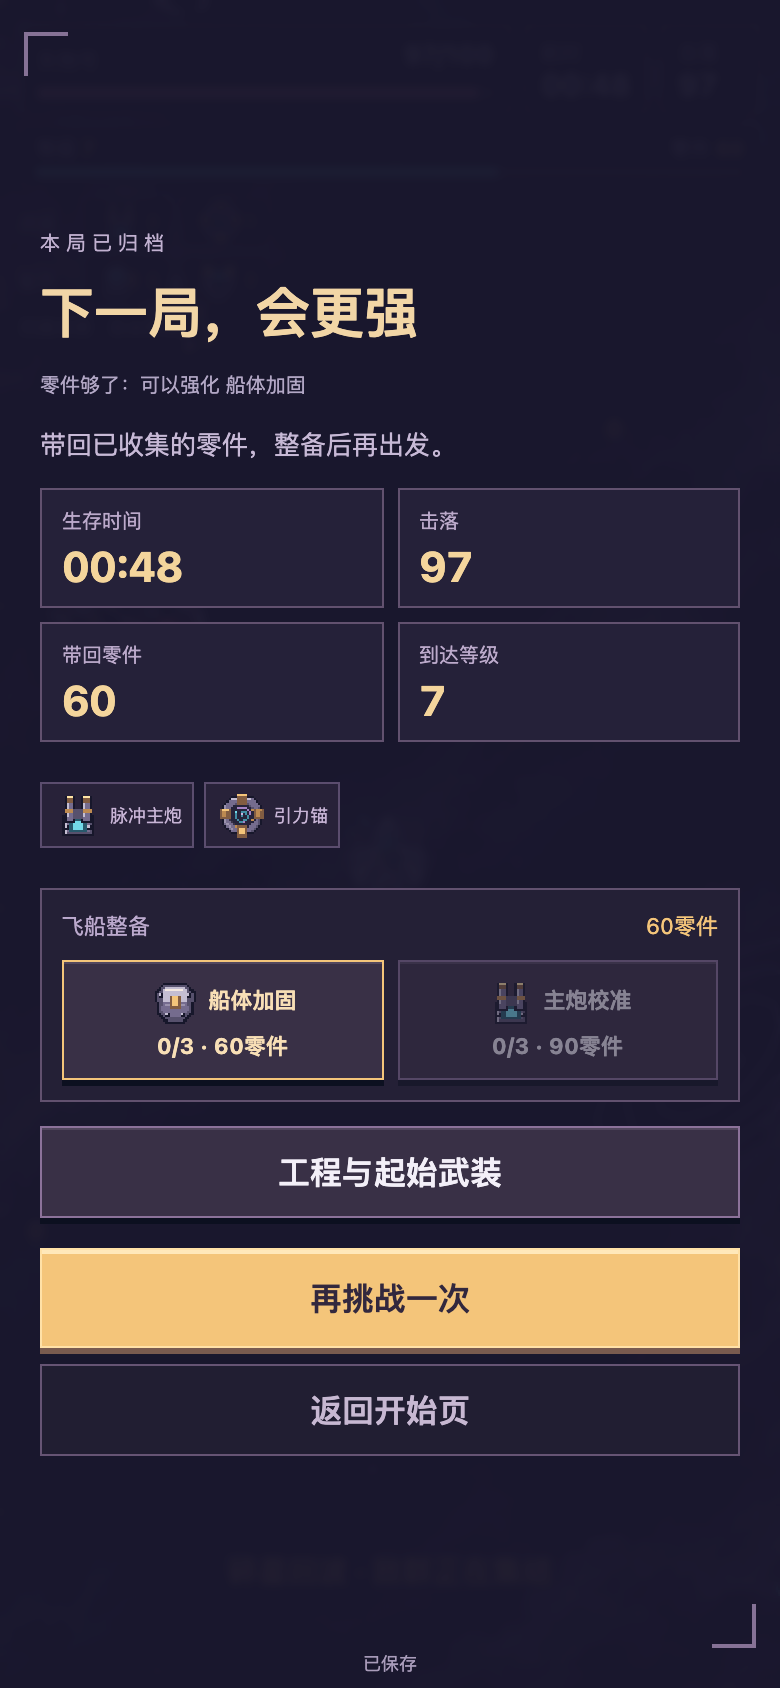 本局已归档
下一局，会更强
零件够了：可以强化 船体加固
带回已收集的零件，整备后再出发。
生存时间
00:48
击落
97
带回零件
60
到达等级
7
脉冲主炮
引力锚
飞船整备
60零件
船体加固
0/3 · 60零件
主炮校准
0/3 · 90零件
工程与起始武装
再挑战一次
返回开始页
已保存